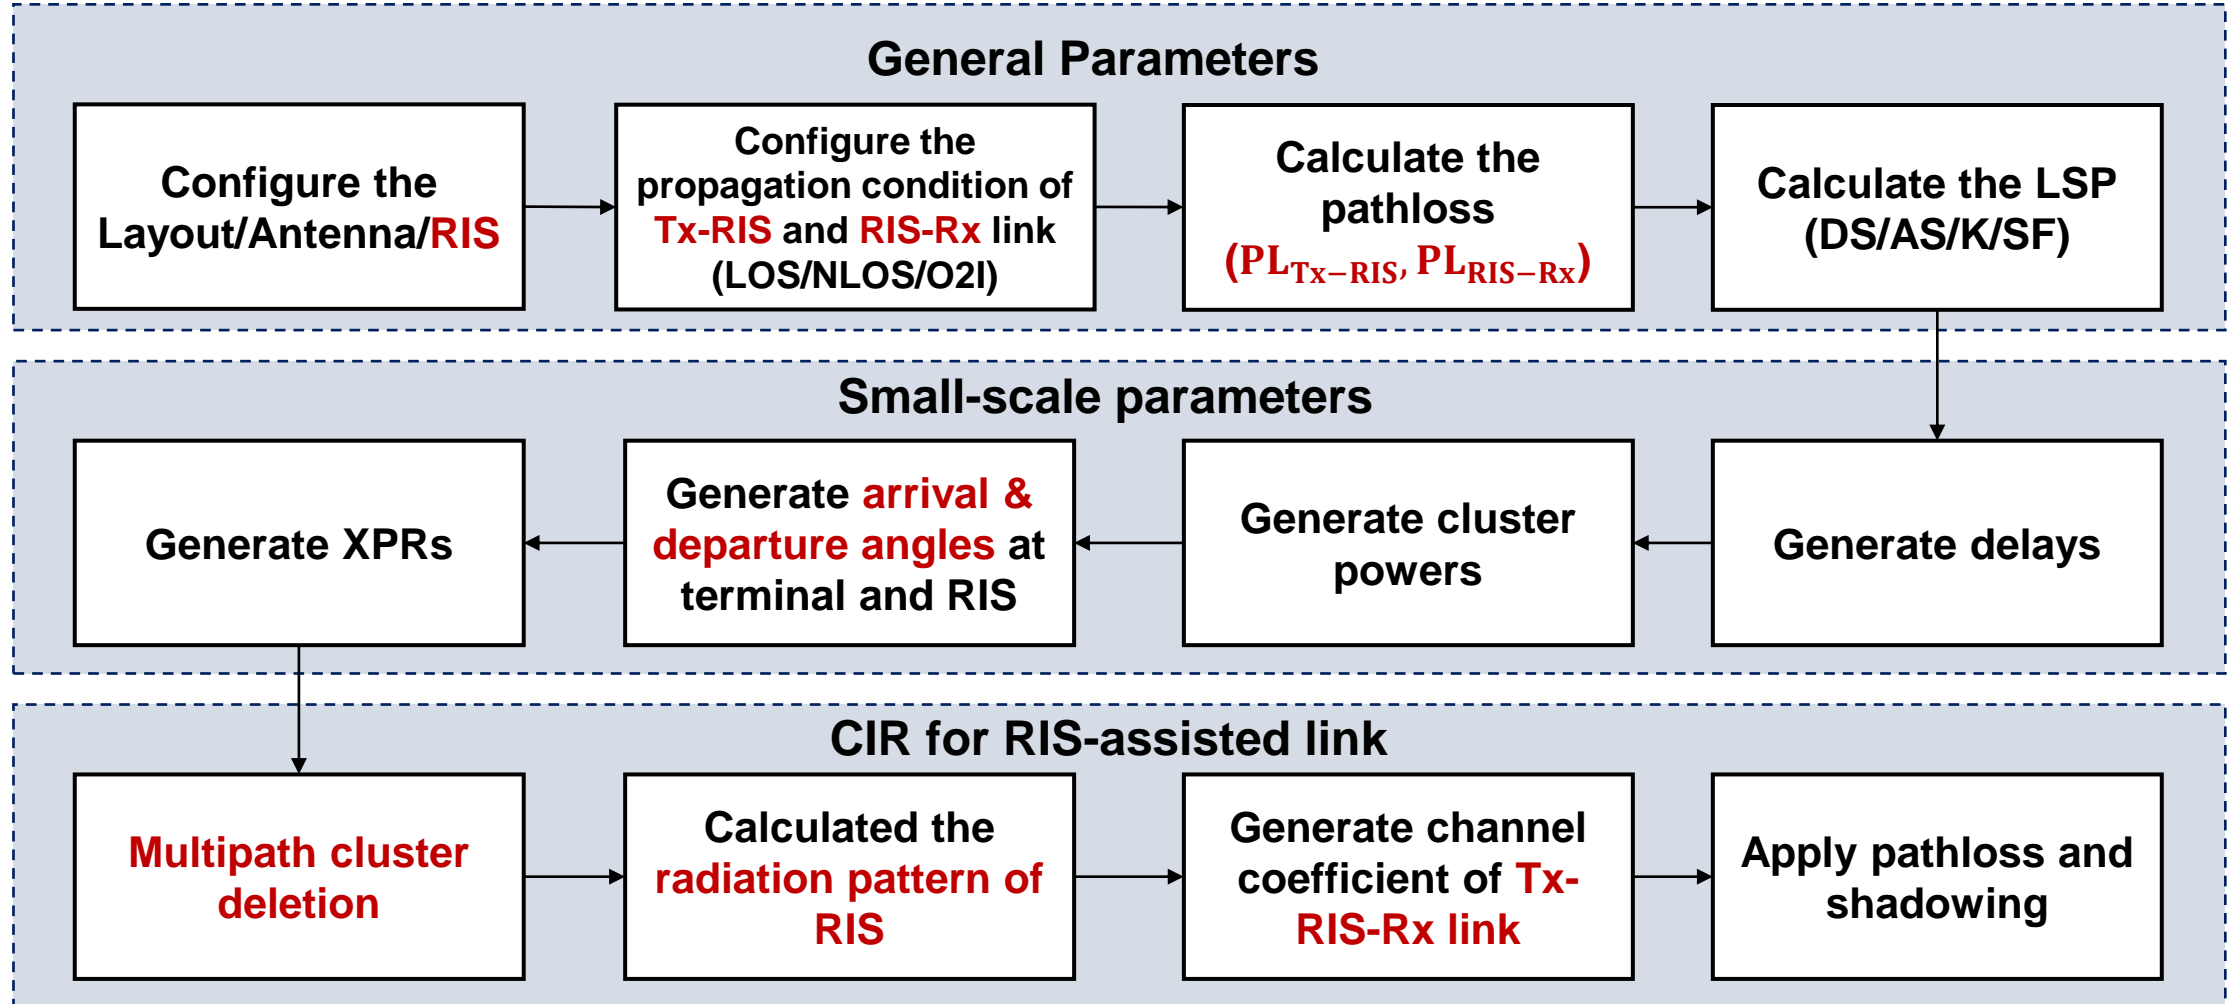 General Parameters
Configure the
Layout/Antenna/RIS
Configure the
propagation condition of
Tx-RIS and RIS-Rx link
(LOS/NLOS/O2I)
Calculate the
pathloss
(PL_Tx−RIS, PL_RIS−Rx)
Calculate the LSP
(DS/AS/K/SF)
Small-scale parameters
Generate XPRs
Generate arrival &
departure angles at
terminal and RIS
Generate cluster
powers
Generate delays
CIR for RIS-assisted link
Multipath cluster
deletion
Calculated the
radiation pattern of
RIS
Generate channel
coefficient of Tx-
RIS-Rx link
Apply pathloss and
shadowing